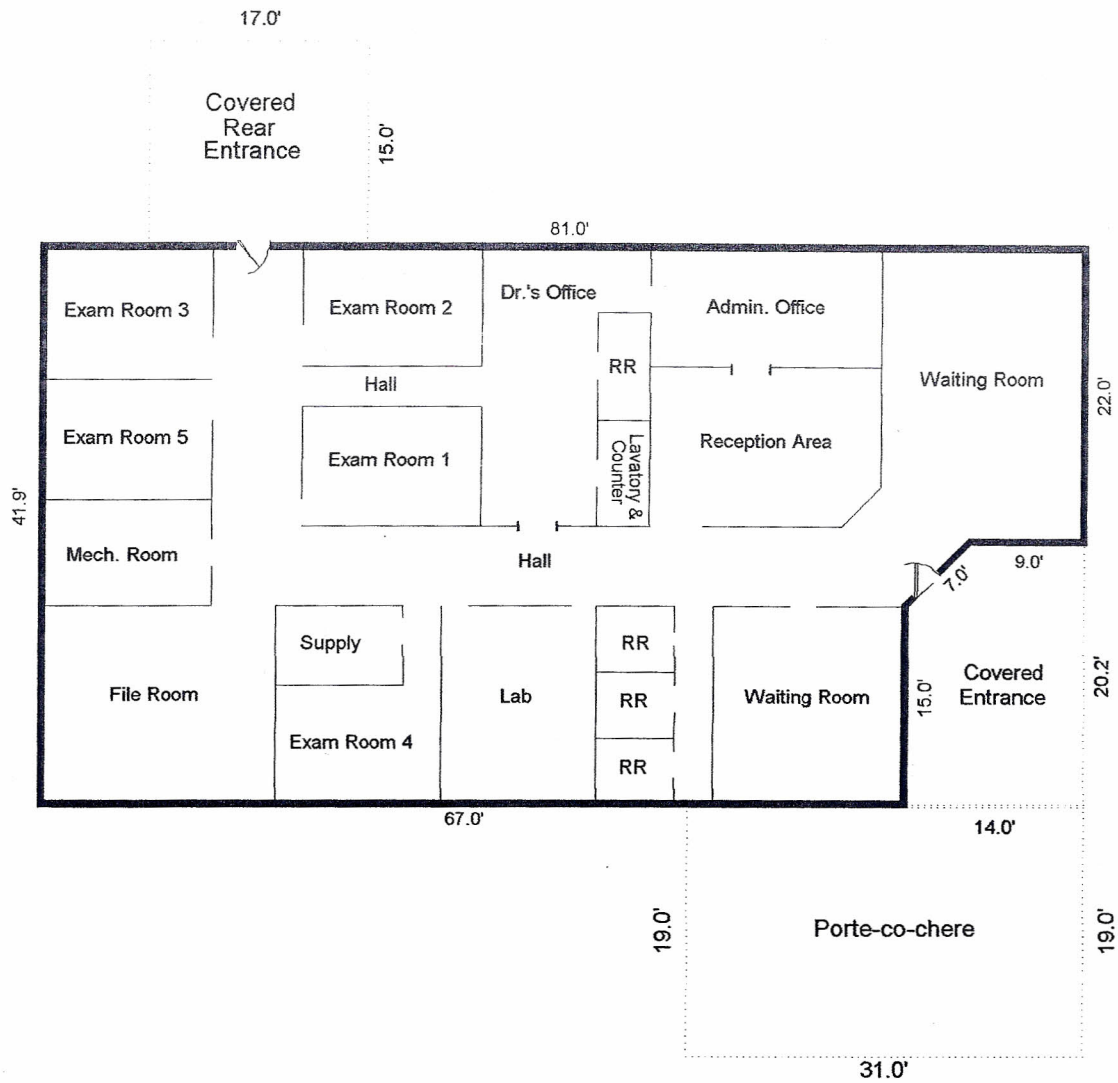 17.0'
Covered
Rear
Entrance
15.0'
81.0'
Exam Room 3
Exam Room 2
Dr.'s Office
Admin. Office
RR
Hall
Waiting Room
22.0'
Exam Room 5
Exam Room 1
Lavatory &
Counter
Reception Area
41.9'
Mech. Room
Hall
7.0'
9.0'
Supply
RR
File Room
Lab
RR
Waiting Room
15.0'
Covered
Entrance
20.2'
Exam Room 4
RR
67.0'
14.0'
19.0'
Porte-co-chere
19.0'
31.0'